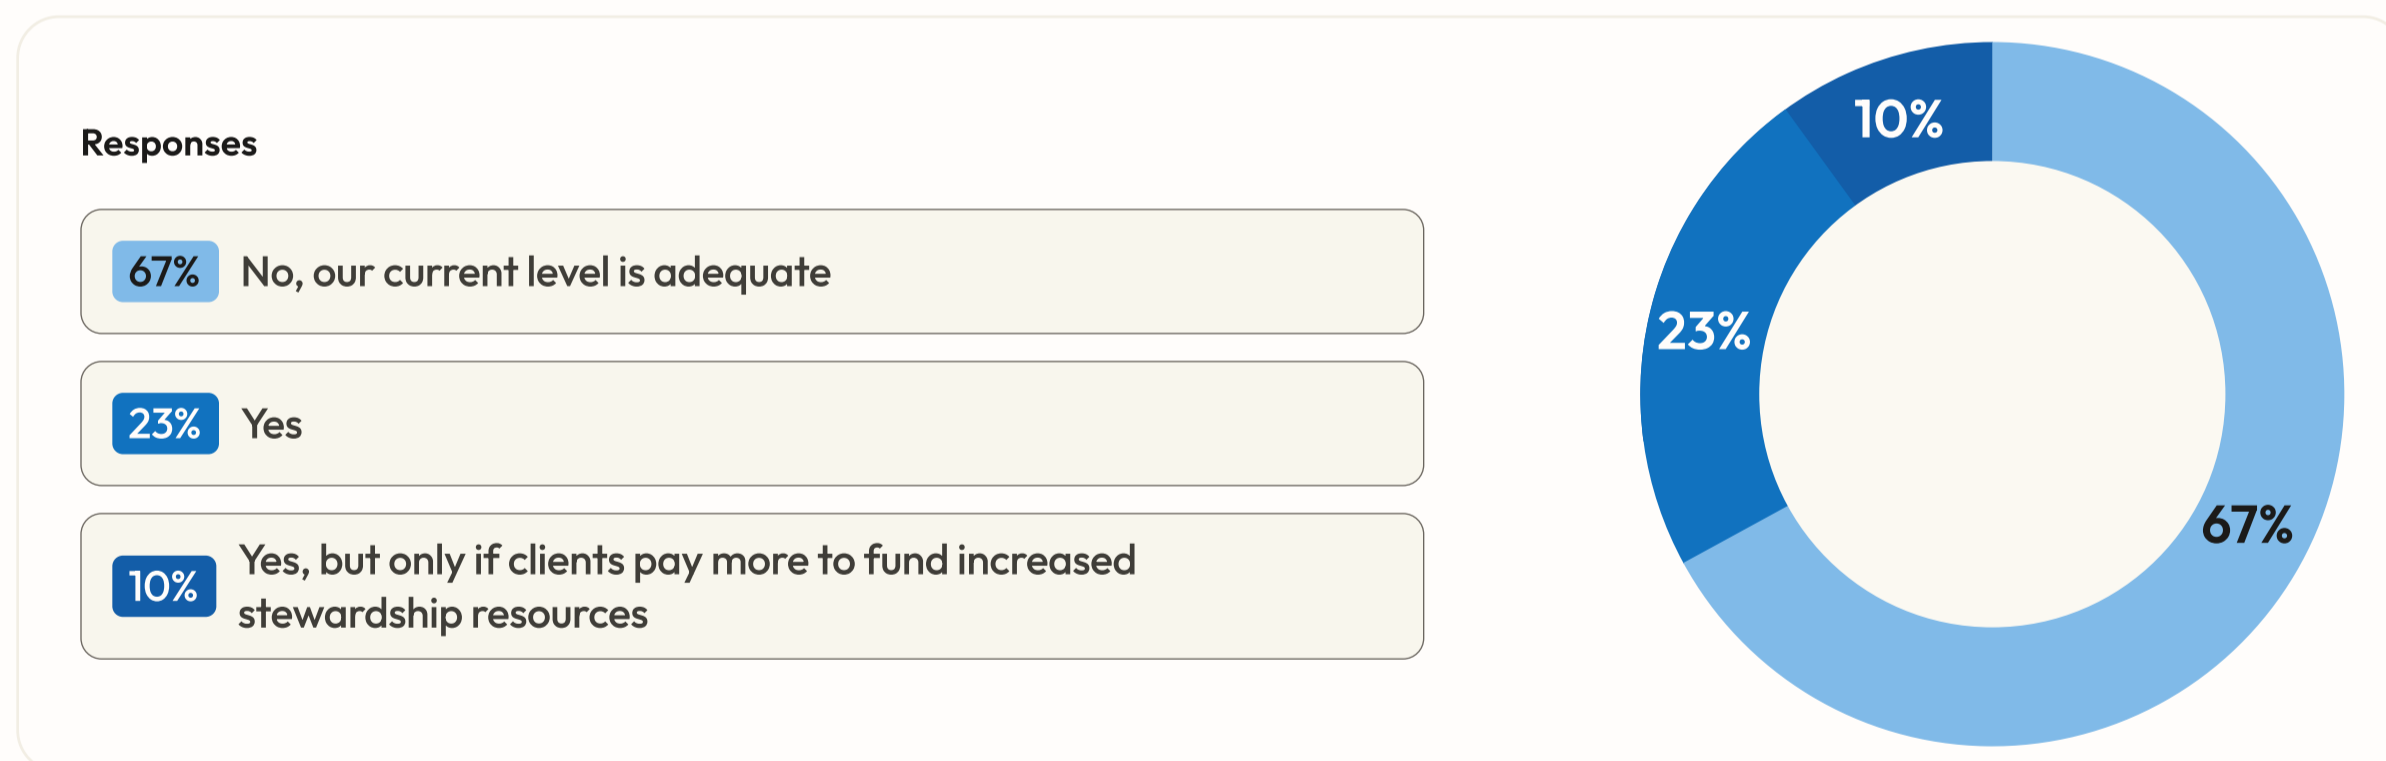 Responses
67% No, our current level is adequate
23% Yes
10% Yes, but only if clients pay more to fund increased
stewardship resources
10%
23%
67%